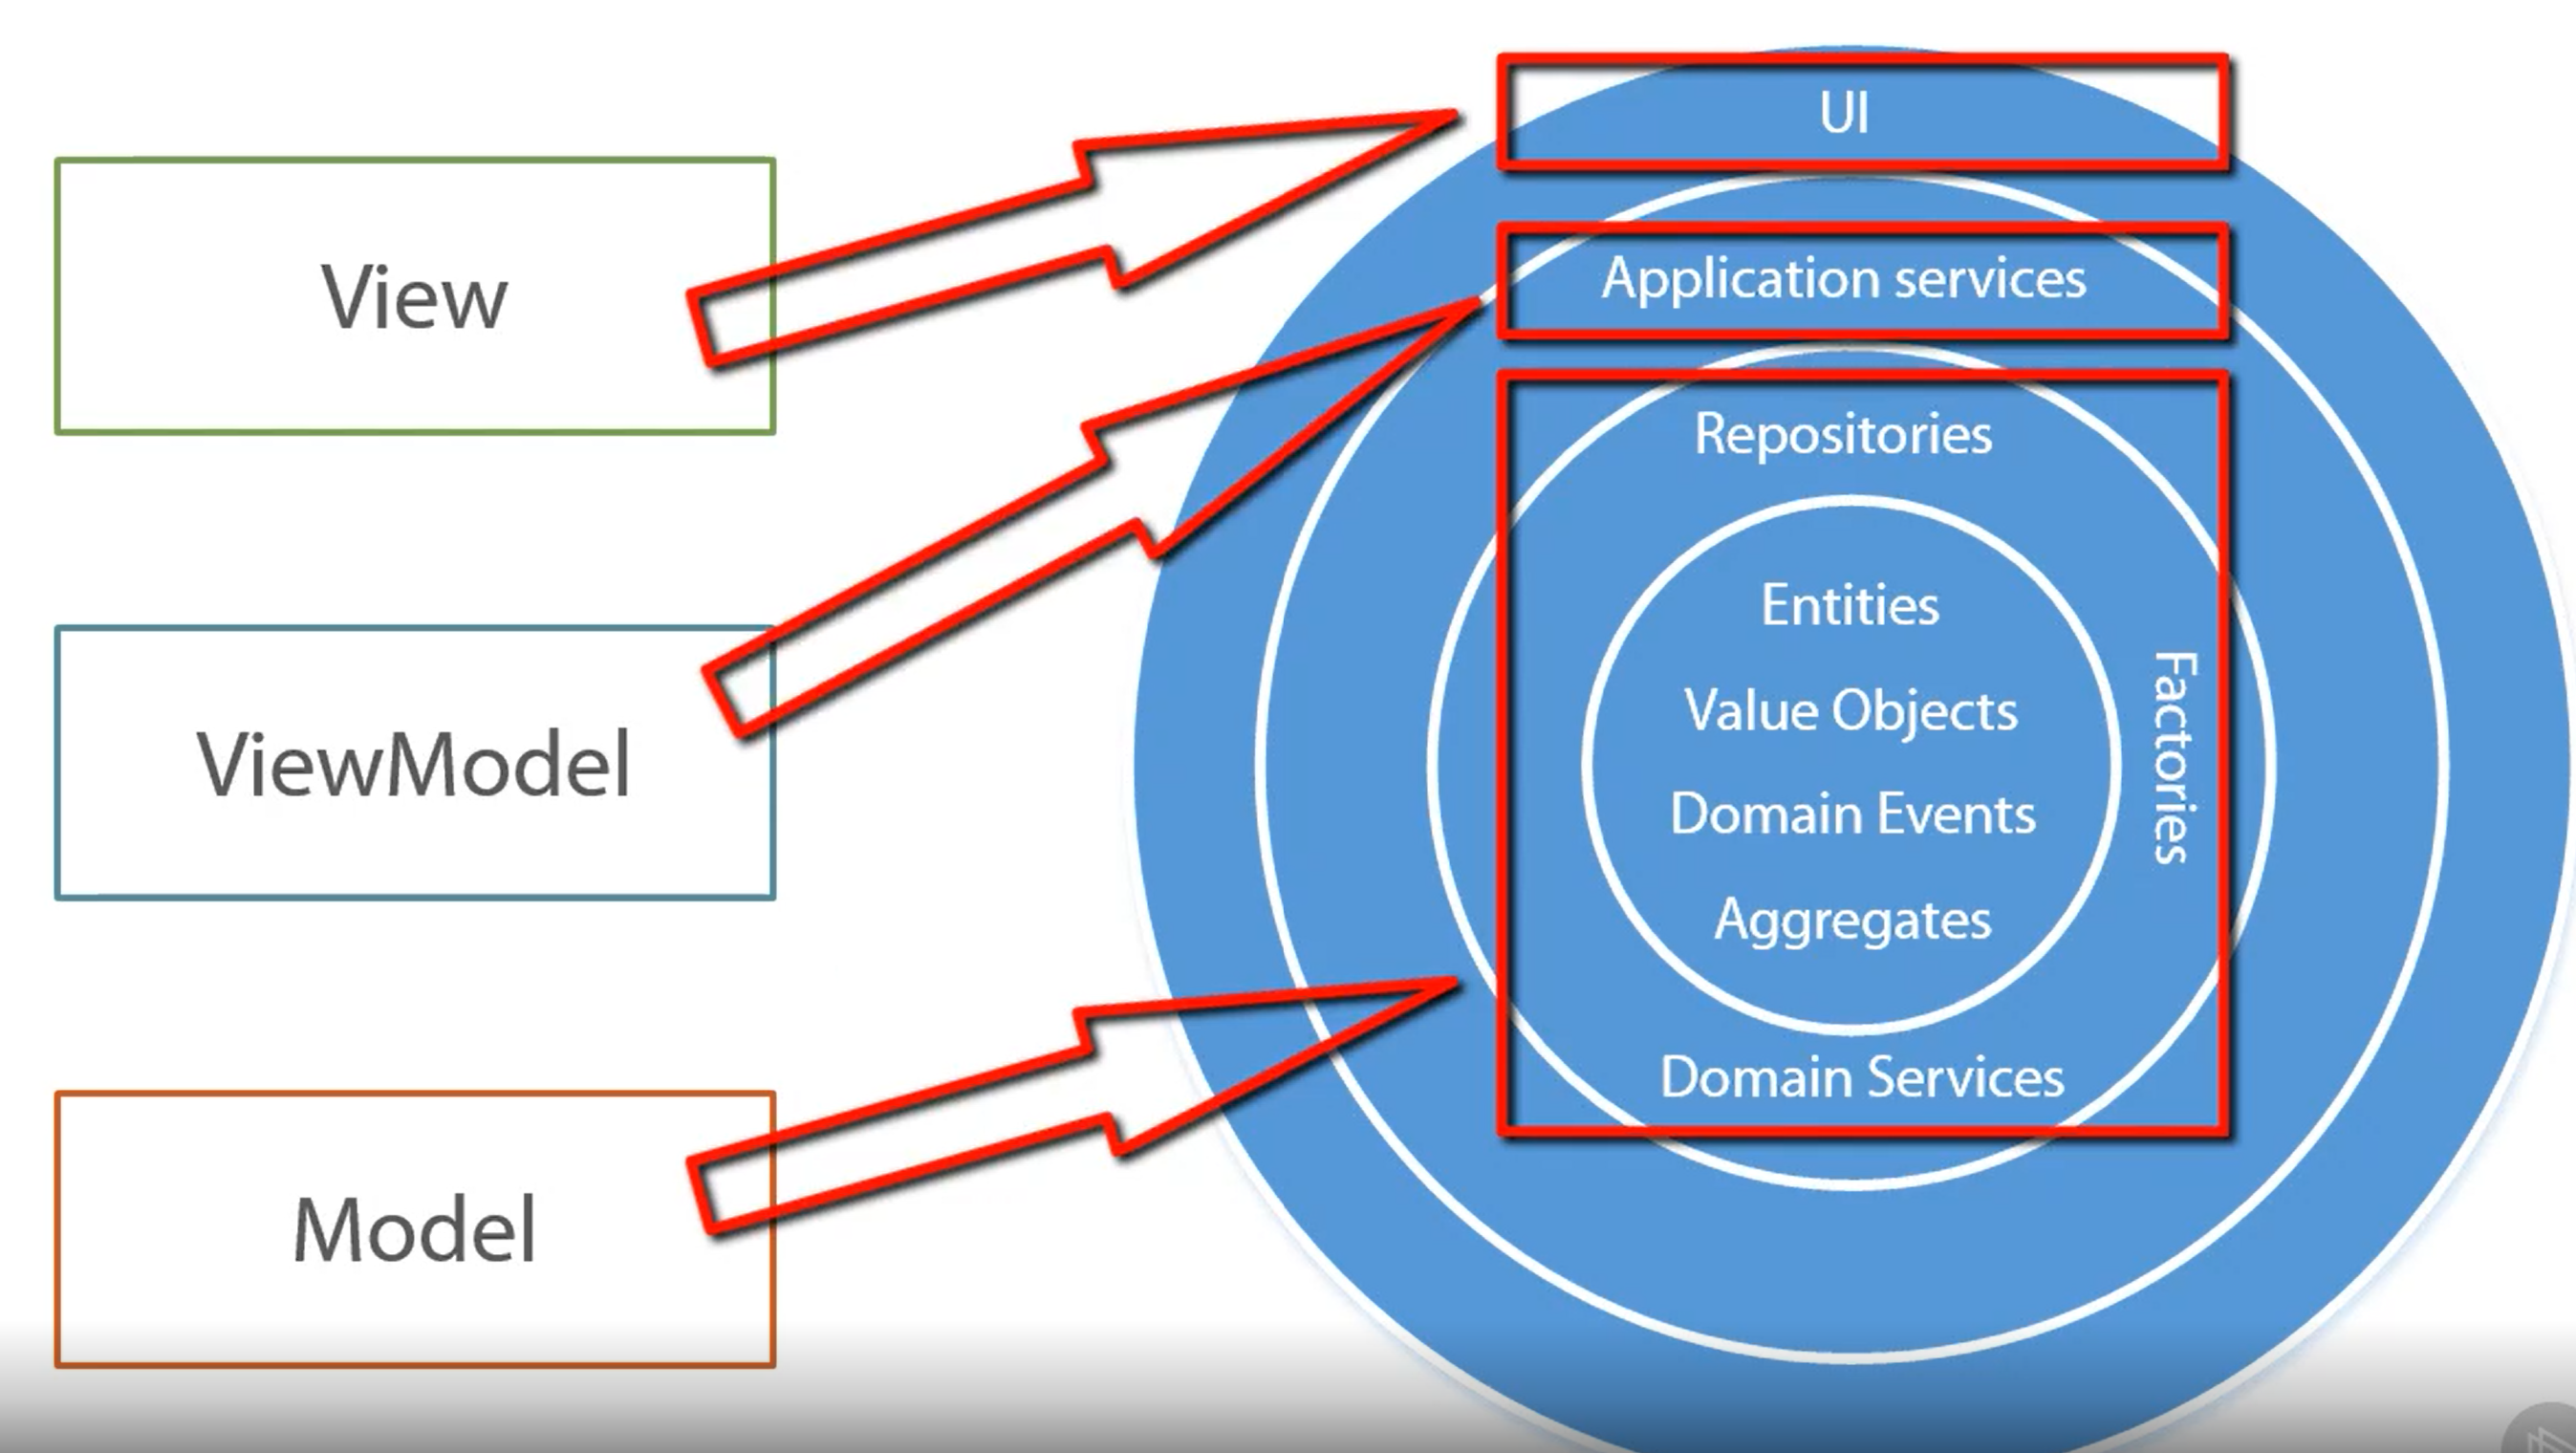 View
ViewModel
Model
UI
Application services
Repositories
Entities
Value Objects
Domain Events
Aggregates
Factories
Domain Services